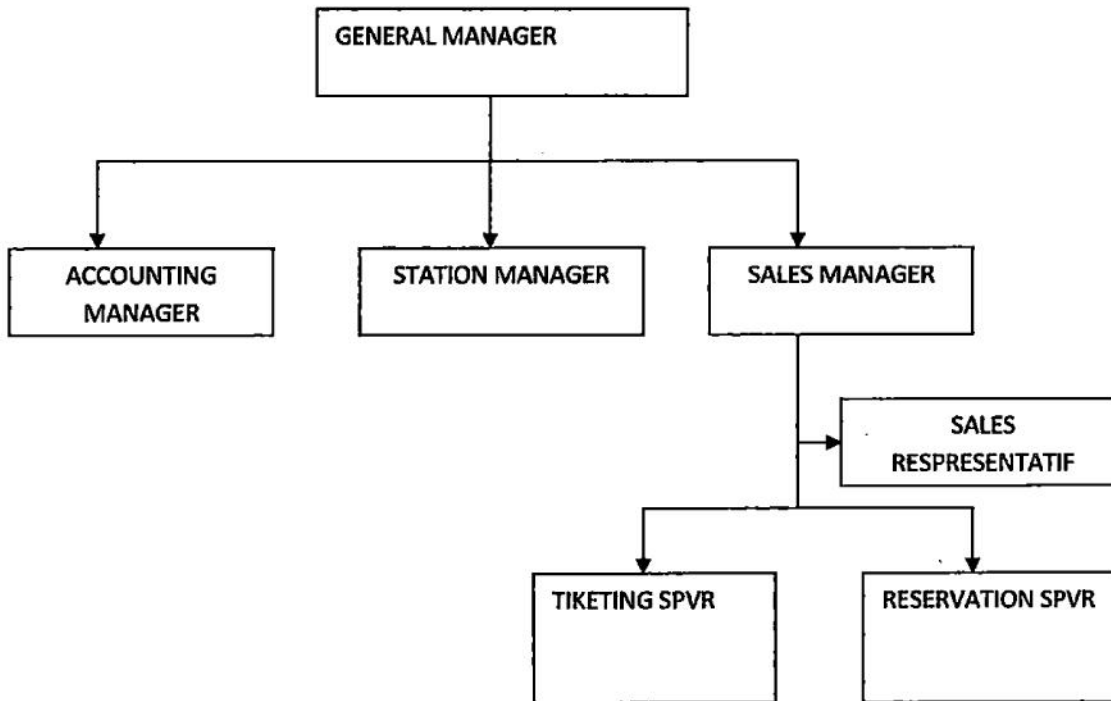 GENERAL MANAGER
ACCOUNTING
MANAGER
STATION MANAGER
SALES MANAGER
SALES
RESPRESENTATIF
TIKETING SPVR
RESERVATION SPVR